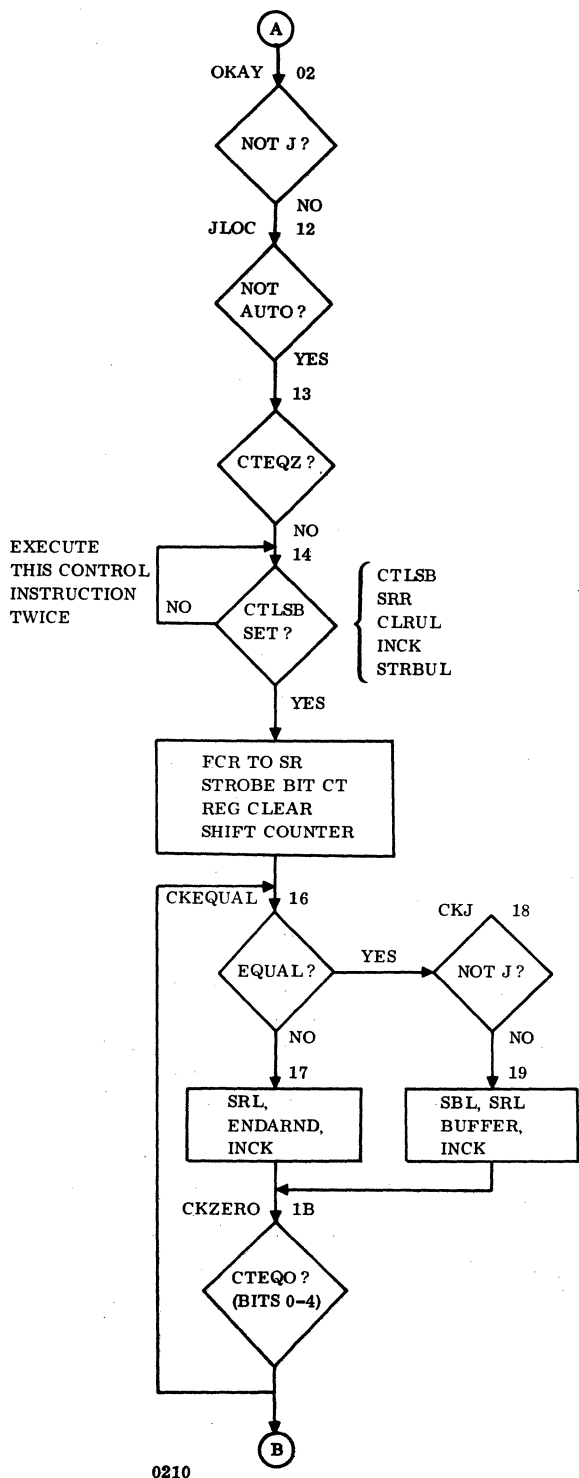 A
OKAY 02
NOT J ?
NO
JLOC 12
NOT
AUTO ?
YES
13
CTEQZ ?
NO
14
EXECUTE
THIS CONTROL
INSTRUCTION
TWICE
NO
CTLSB
SET ?
CTLSB
SRR
CLRUL
INCK
STRBUL
YES
FCR TO SR
STROBE BIT CT
REG CLEAR
SHIFT COUNTER
CKEQUAL 16
EQUAL ?
YES
CKJ 18
NOT J ?
NO
17
NO
19
SRL,
ENDARND,
INCK
SBL, SRL
BUFFER,
INCK
CKZERO 1B
CTEQO ?
(BITS 0-4)
B
0210